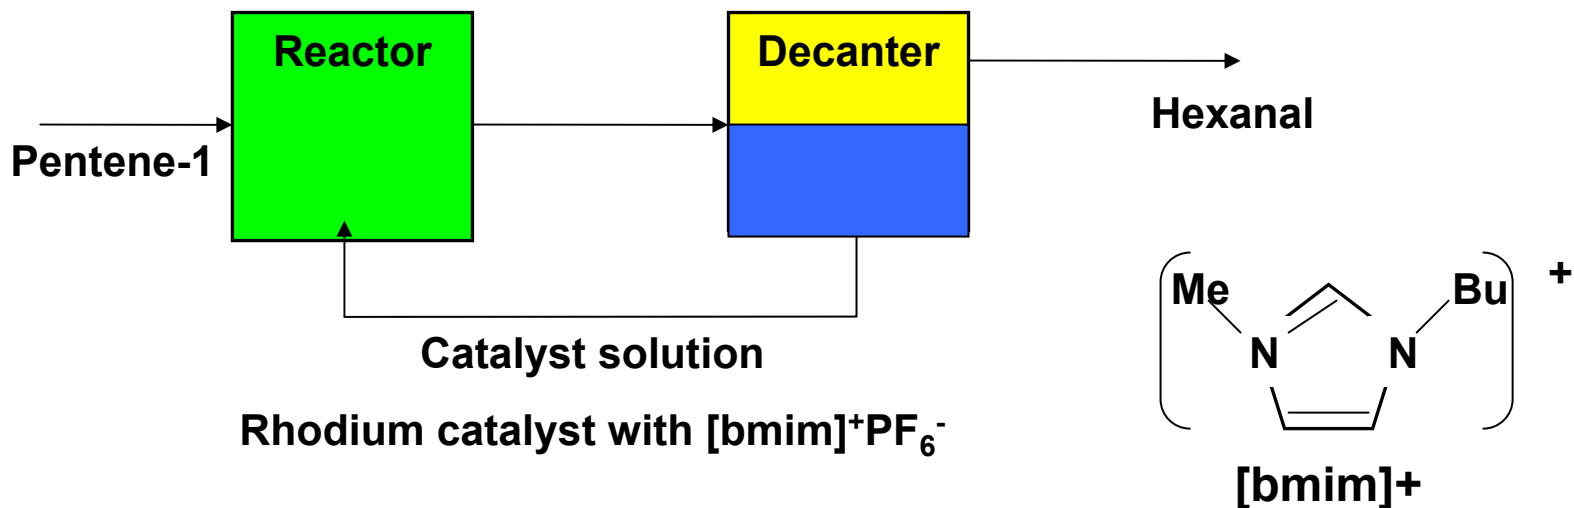 Reactor
Decanter
Pentene-1
Hexanal
Catalyst solution
Rhodium catalyst with [bmim]⁺PF₆⁻
Me
Bu
+
N
N
[bmim]+